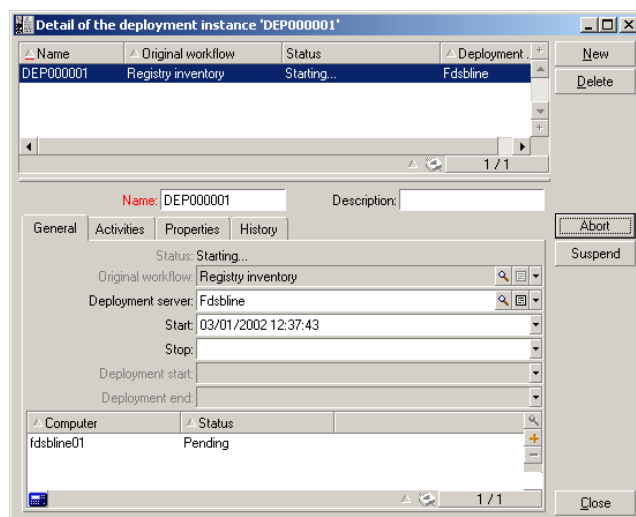 Detail of the deployment instance 'DEP000001'
Name Original workflow Status Deployment .
DEP000001 Registry inventory Starting... Fdsbline
1/1
New
Delete
Name: DEP000001 Description:
General Activities Properties History
Abort
Suspend
Status: Starting...
Original workflow: Registry inventory
Deployment server: Fdsbline
Start: 03/01/2002 12:37:43
Stop:
Deployment start:
Deployment end:
Computer Status
fdsbline01 Pending
1/1
Close